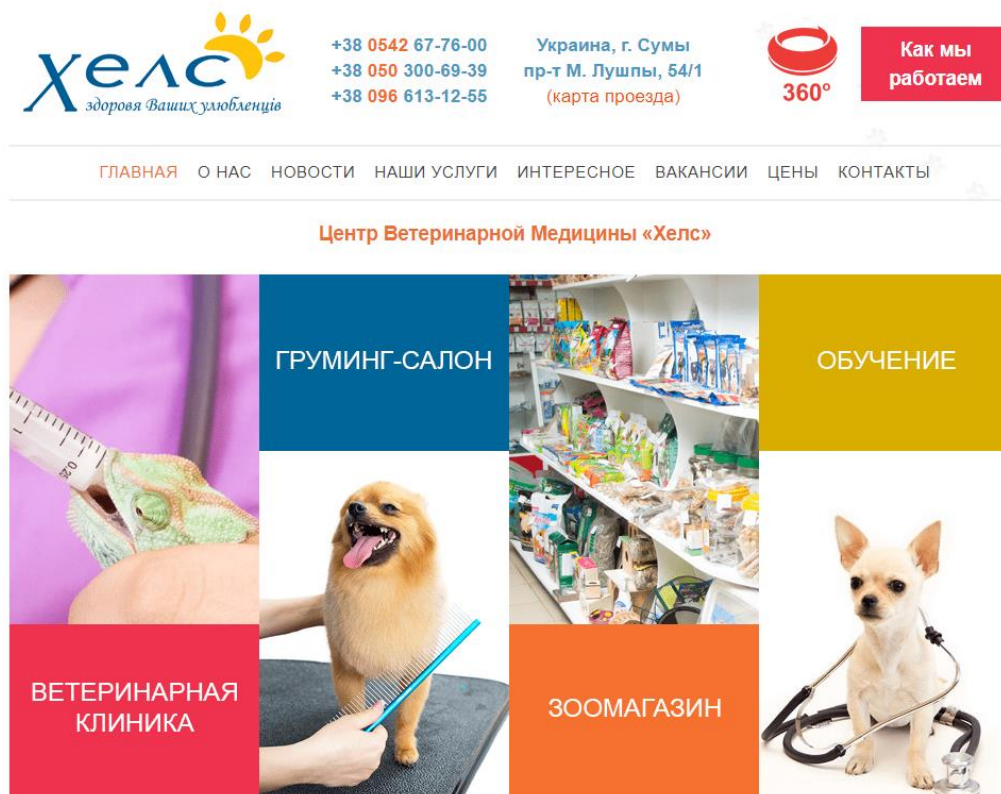 Хелс
здоровя Ваших улюбленців
+38 0542 67-76-00
+38 050 300-69-39
+38 096 613-12-55
Украина, г. Сумы
пр-т М. Лушпы, 54/1
(карта проезда)
360°
Как мы
работаем
ГЛАВНАЯ О НАС НОВОСТИ НАШИ УСЛУГИ ИНТЕРЕСНОЕ ВАКАНСИИ ЦЕНЫ КОНТАКТЫ
Центр Ветеринарной Медицины «Хелс»
ГРУМИНГ-САЛОН
ОБУЧЕНИЕ
ВЕТЕРИНАРНАЯ
КЛИНИКА
ЗООМАГАЗИН